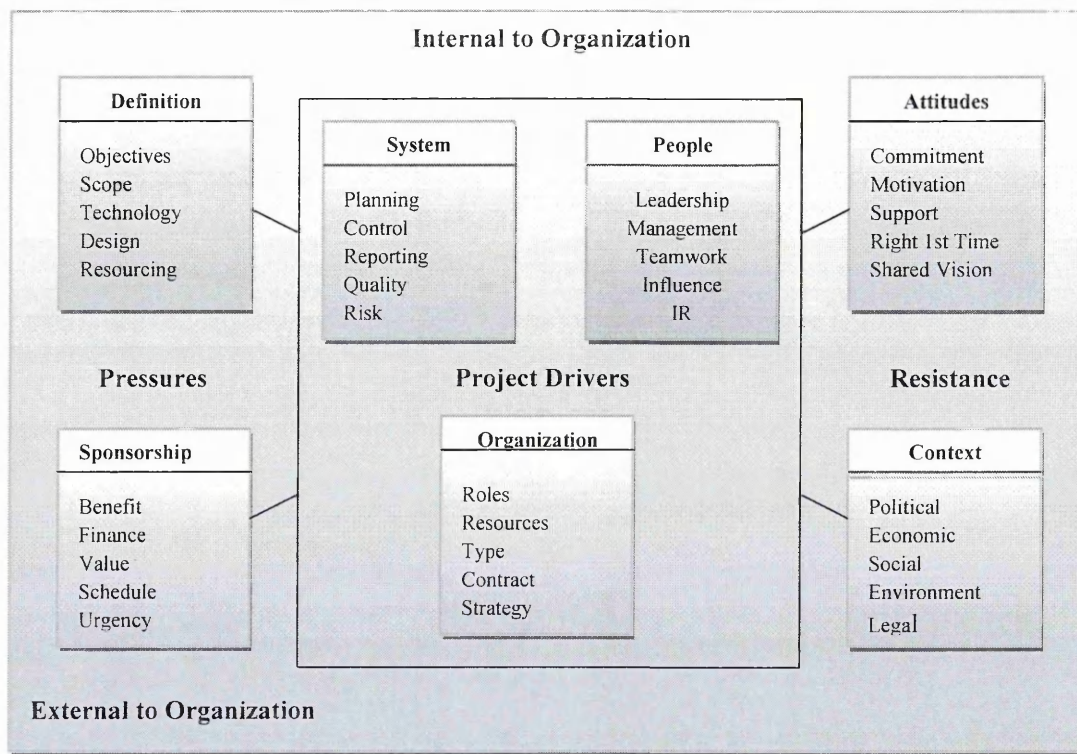 Internal to Organization
Definition
Objectives
Scope
Technology
Design
Resourcing
System
Planning
Control
Reporting
Quality
Risk
People
Leadership
Management
Teamwork
Influence
IR
Attitudes
Commitment
Motivation
Support
Right 1st Time
Shared Vision
Pressures
Project Drivers
Resistance
Sponsorship
Benefit
Finance
Value
Schedule
Urgency
Organization
Roles
Resources
Type
Contract
Strategy
Context
Political
Economic
Social
Environment
Legal
External to Organization